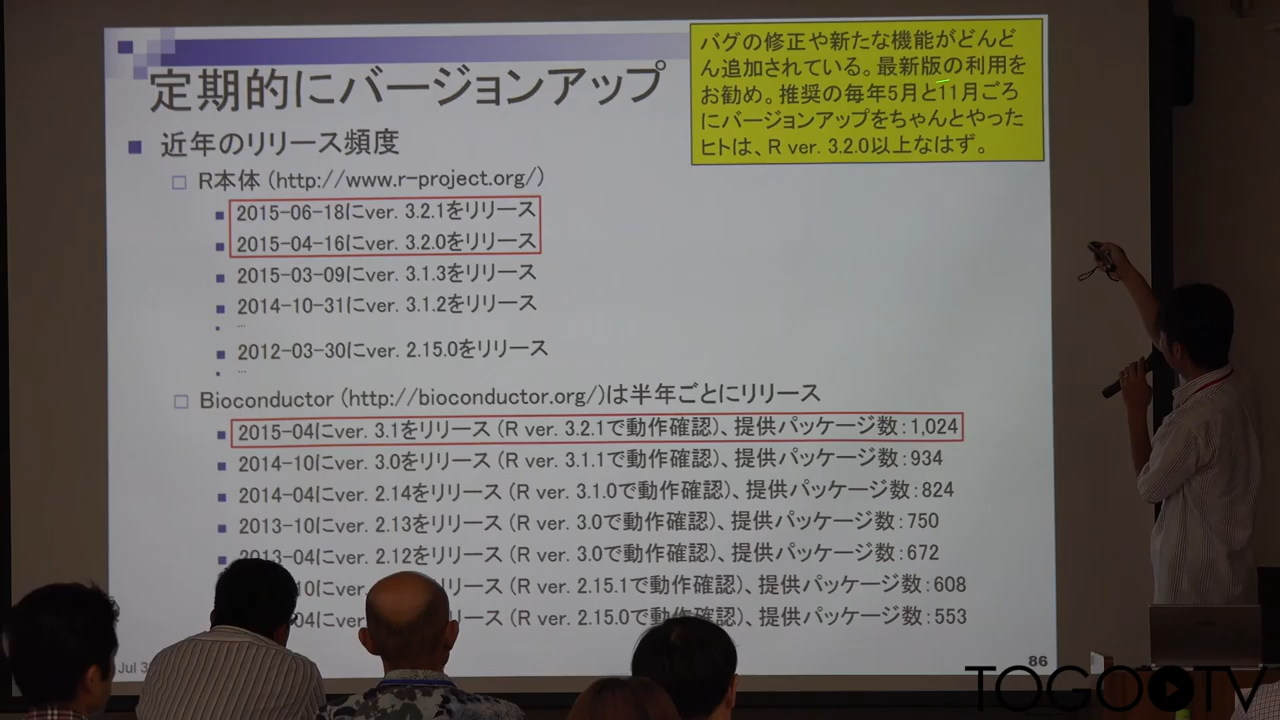 定期的にバージョンアップ
バグの修正や新たな機能がどんど
ん追加されている。最新版の利用を
お勧め。推奨の毎年5月と11月ごろ
にバージョンアップをちゃんとやった
ヒトは、R ver. 3.2.0以上なはず。
近年のリリース頻度
R本体 (http://www.r-project.org/)
2015-06-18にver. 3.2.1をリリース
2015-04-16にver. 3.2.0をリリース
2015-03-09にver. 3.1.3をリリース
2014-10-31にver. 3.1.2をリリース
…
2012-03-30にver. 2.15.0をリリース
…
Bioconductor (http://bioconductor.org/)は半年ごとにリリース
2015-04にver. 3.1をリリース (R ver. 3.2.1で動作確認)、提供パッケージ数：1,024
2014-10にver. 3.0をリリース (R ver. 3.1.1で動作確認)、提供パッケージ数：934
2014-04にver. 2.14をリリース (R ver. 3.1.0で動作確認)、提供パッケージ数：824
2013-10にver. 2.13をリリース (R ver. 3.0で動作確認)、提供パッケージ数：750
2013-04にver. 2.12をリリース (R ver. 3.0で動作確認)、提供パッケージ数：672
10にver. リース (R ver. 2.15.1で動作確認)、提供パッケージ数：608
04にver リース (R ver. 2.15.0で動作確認)、提供パッケージ数：553
Jul 3
86
TOGOTV